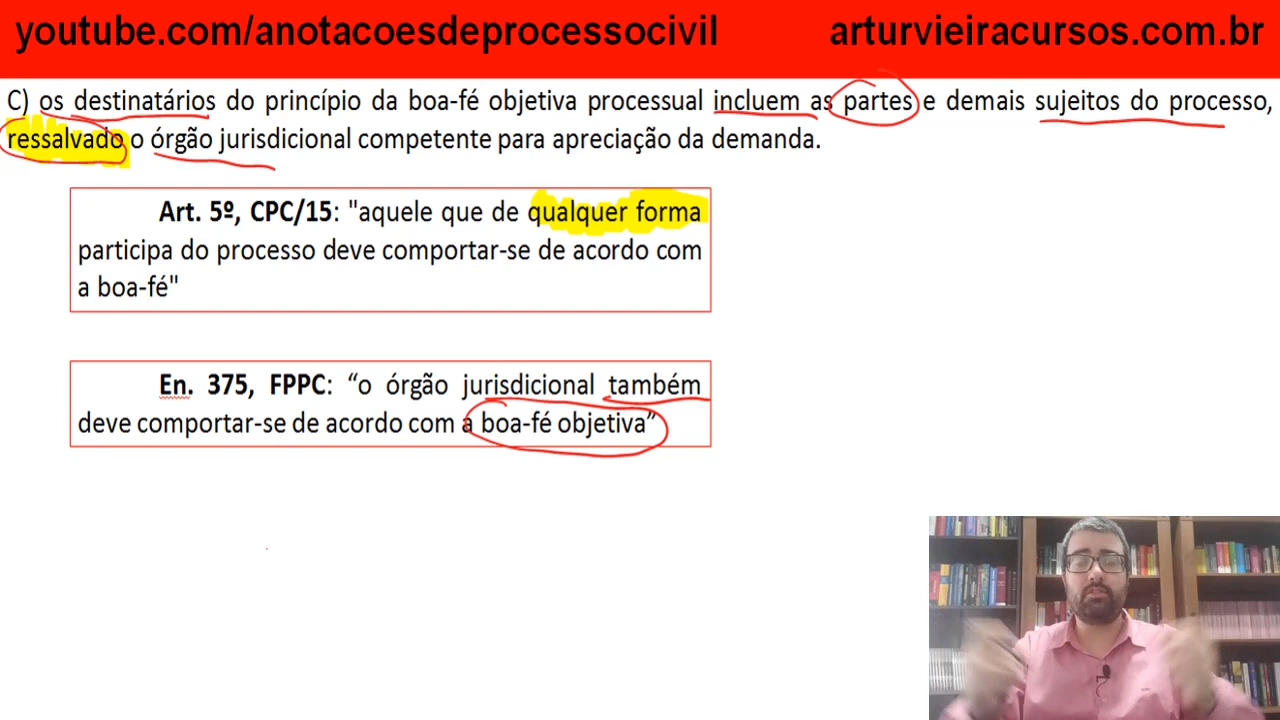 youtube.com/anotacoesdeprocessocivil arturvieiracursos.com.br
C) os destinatários do princípio da boa-fé objetiva processual incluem as partes e demais sujeitos do processo,
ressalvado o órgão jurisdicional competente para apreciação da demanda.
Art. 5º, CPC/15: "aquele que de qualquer forma
participa do processo deve comportar-se de acordo com
a boa-fé"
En. 375, FPPC: “o órgão jurisdicional também
deve comportar-se de acordo com a boa-fé objetiva”